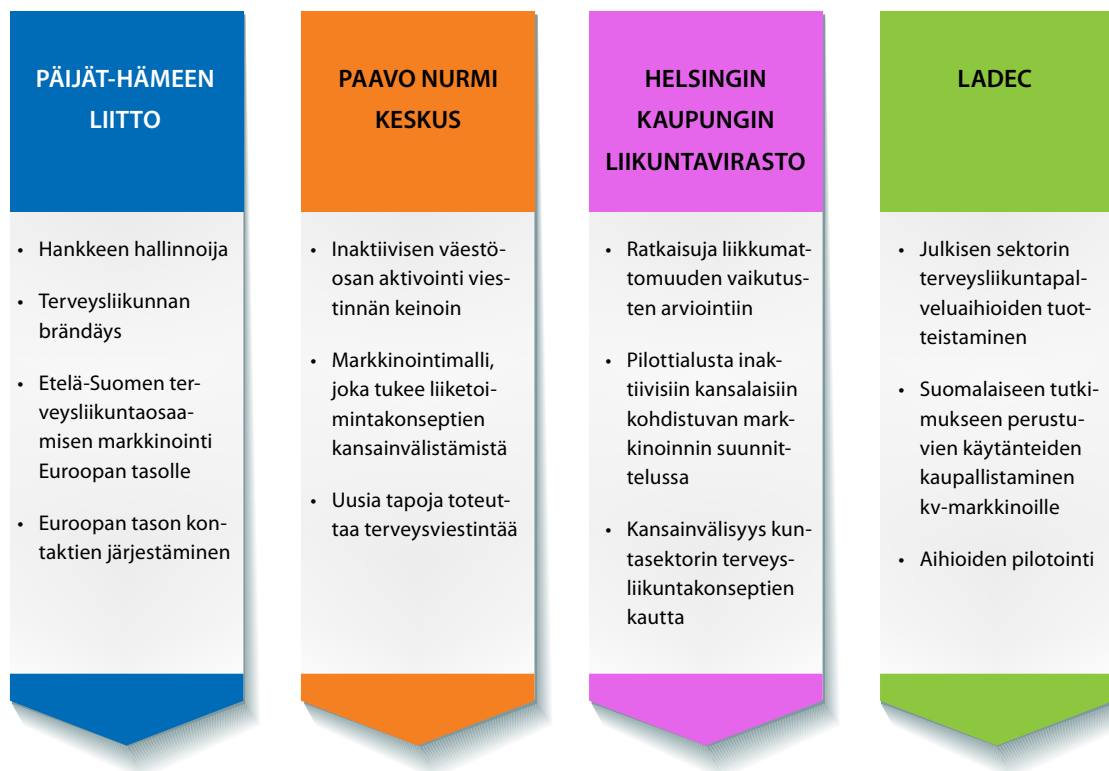 PÄIJÄT-HÄMEEN
LIITTO
• Hankkeen hallinnoija
• Terveysliikunnan
brändäys
• Etelä-Suomen ter-
veysliikuntaosaa-
misen markkinointi
Euroopan tasolle
• Euroopan tason kon-
taktien järjestäminen
PAAVO NURMI
KESKUS
• Inaktiivisen väestö-
osan aktivointi vies-
tinnän keinoin
• Markkinointimalli,
joka tukee liiketoi-
mintakonseptien
kansainvälistämistä
• Uusia tapoja toteut-
taa terveysviestintää
HELSINGIN
KAUPUNGIN
LIIKUNTAVIRASTO
• Ratkaisuja liikkumat-
tomuuden vaikutus-
ten arviointiin
• Pilottialusta inak-
tiivisiin kansalaisiin
kohdistuvan mark-
kinoinnin suunnit-
telussa
• Kansainvälisyys kun-
tasektorin terveys-
liikuntakonseptien
kautta
LADEC
• Julkisen sektorin
terveysliikuntapal-
veluaihioiden tuot-
teistaminen
• Suomalaiseen tutki-
mukseen perustu-
vien käytänteiden
kaupallistaminen
kv-markkinoille
• Aihioiden pilotointi